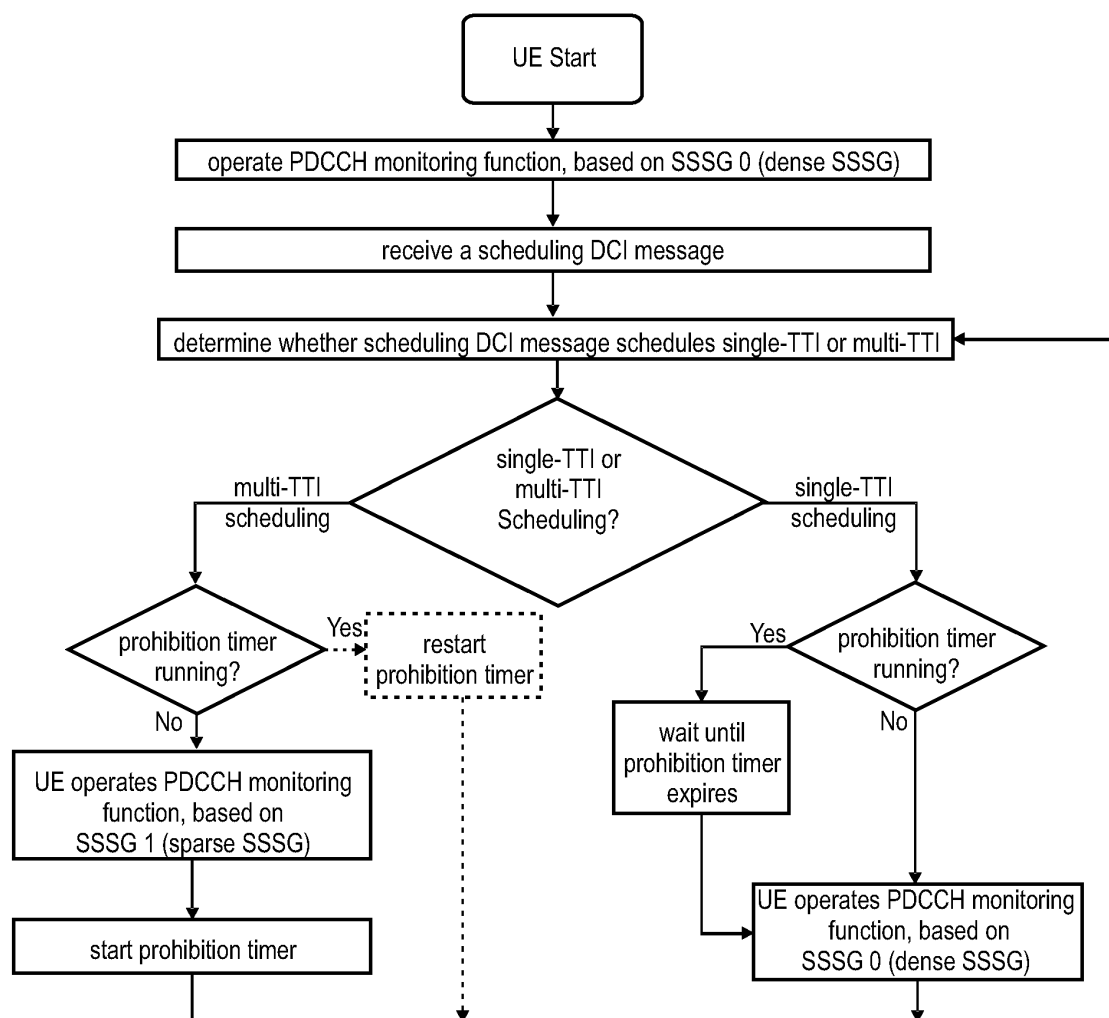 UE Start
operate PDCCH monitoring function, based on SSSG 0 (dense SSSG)
receive a scheduling DCI message
determine whether scheduling DCI message schedules single-TTI or multi-TTI
single-TTI or
multi-TTI
Scheduling?
multi-TTI
scheduling
single-TTI
scheduling
prohibition timer
running?
Yes
restart
prohibition timer
No
UE operates PDCCH monitoring
function, based on
SSSG 1 (sparse SSSG)
start prohibition timer
prohibition timer
running?
Yes
wait until
prohibition timer
expires
No
UE operates PDCCH monitoring
function, based on
SSSG 0 (dense SSSG)